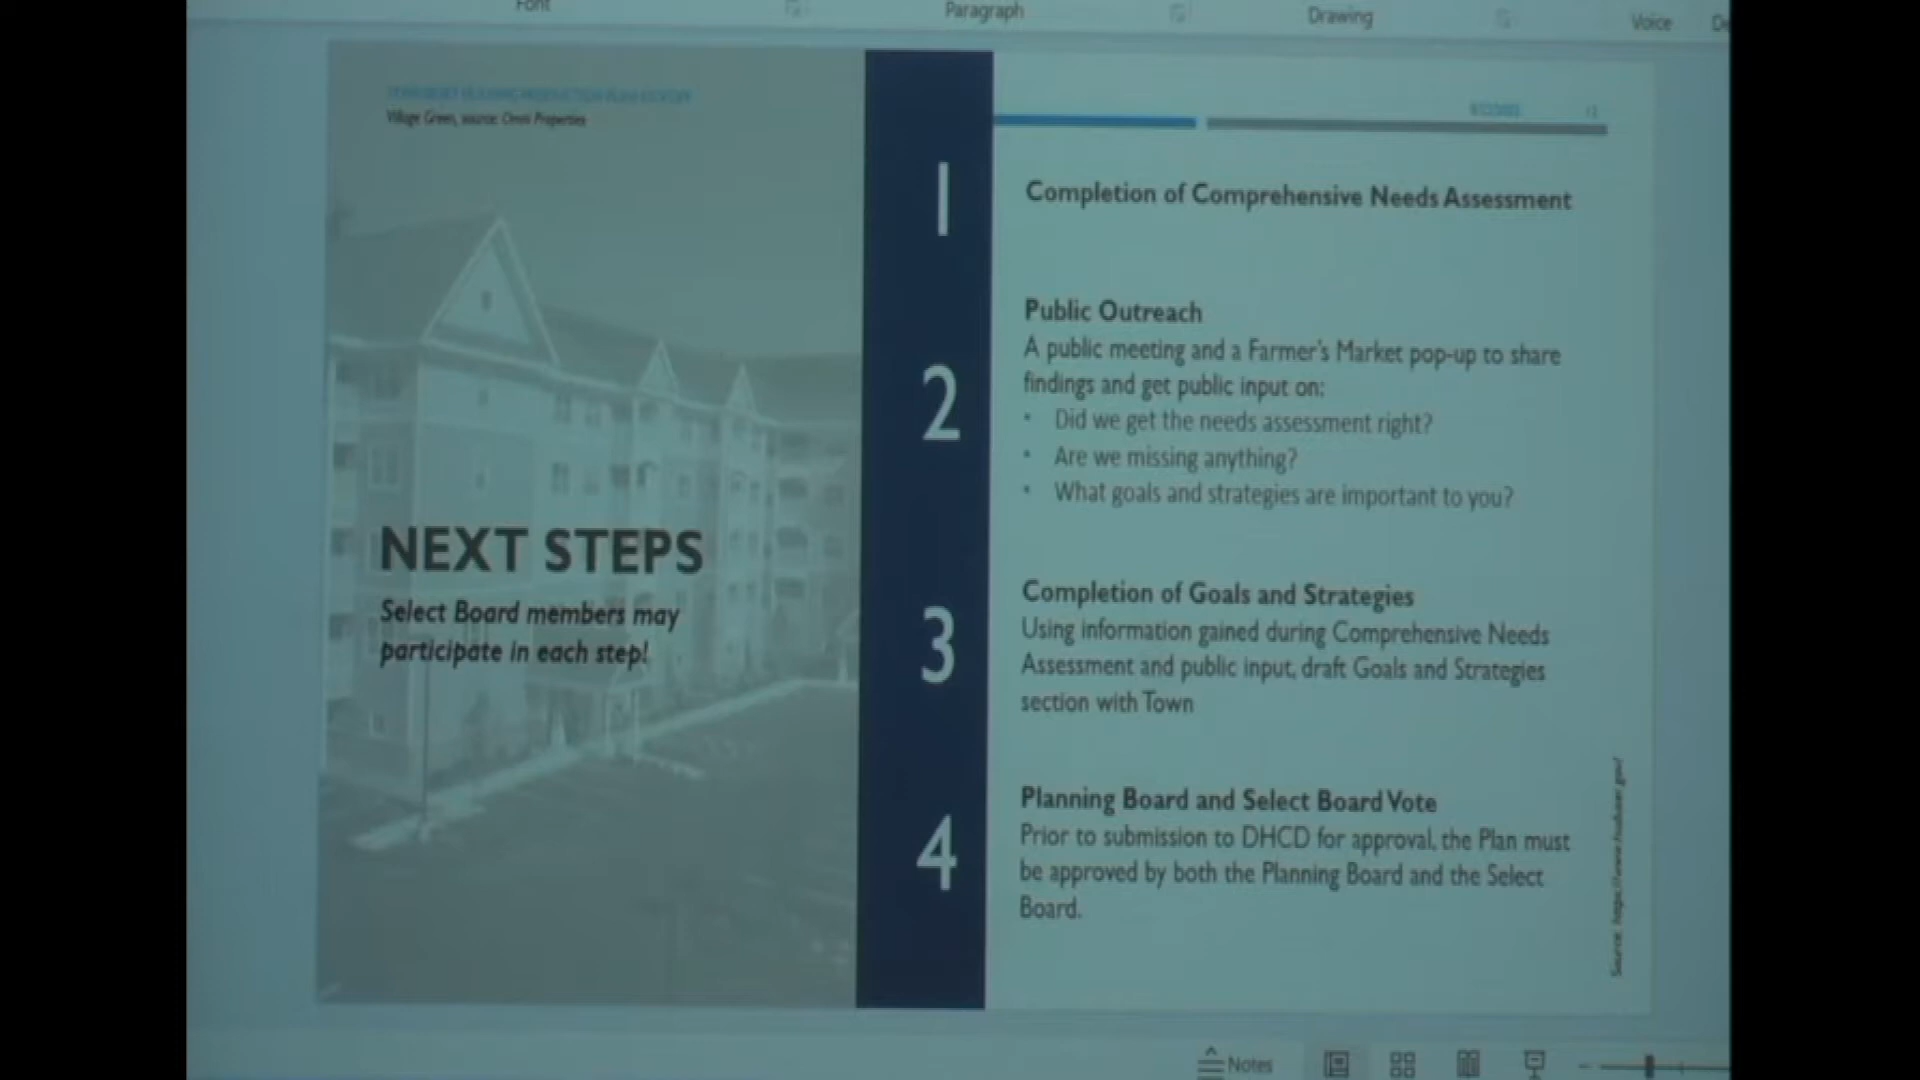 Font
Paragraph
Drawing
Voice
Village Green, source: Omni Properties
NEXT STEPS
Select Board members may
participate in each step!
1
Completion of Comprehensive Needs Assessment
2
Public Outreach
A public meeting and a Farmer's Market pop-up to share
findings and get public input on:
• Did we get the needs assessment right?
• Are we missing anything?
• What goals and strategies are important to you?
3
Completion of Goals and Strategies
Using information gained during Comprehensive Needs
Assessment and public input, draft Goals and Strategies
section with Town
4
Planning Board and Select Board Vote
Prior to submission to DHCD for approval, the Plan must
be approved by both the Planning Board and the Select
Board.
Source:
Notes